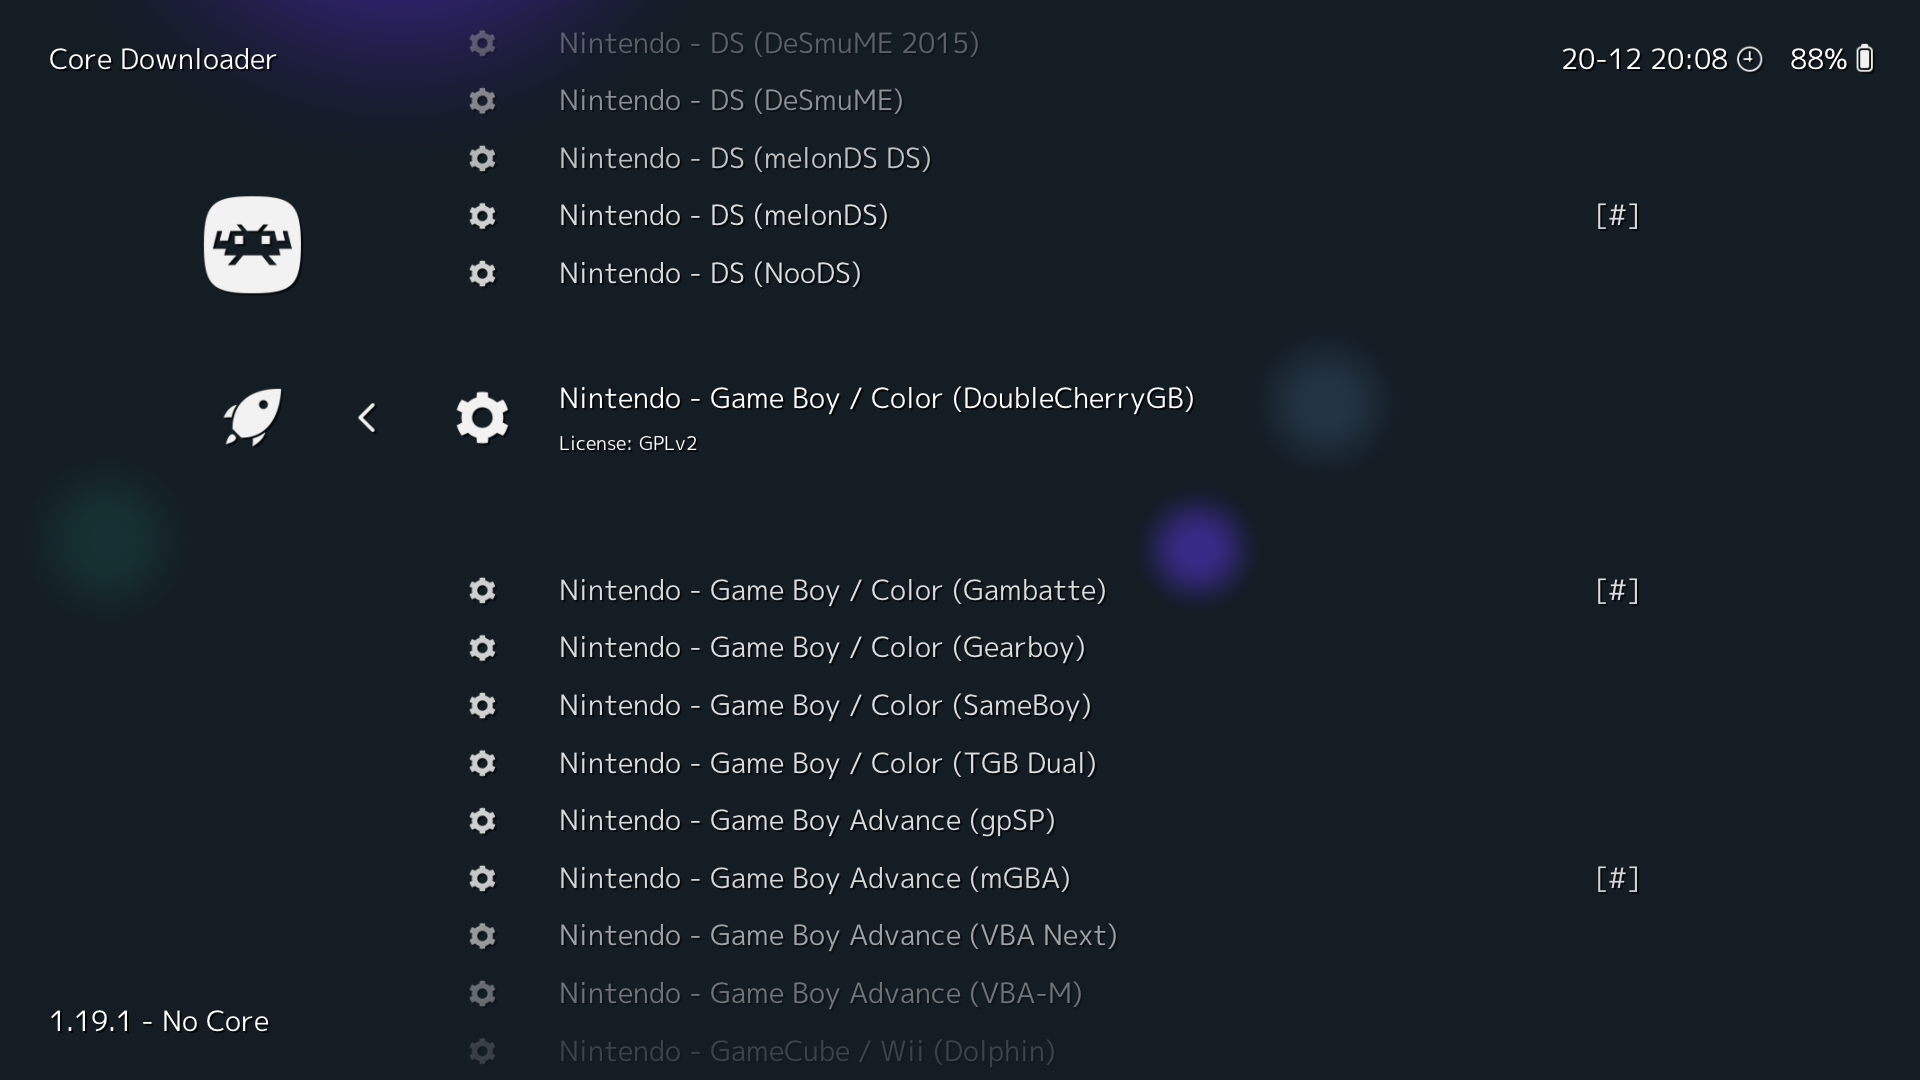 Core Downloader
20-12 20:08 88%
Nintendo - DS (DeSmuME 2015)
Nintendo - DS (DeSmuME)
Nintendo - DS (melonDS DS)
Nintendo - DS (melonDS) [#]
Nintendo - DS (NooDS)
Nintendo - Game Boy / Color (DoubleCherryGB)
License: GPLv2
Nintendo - Game Boy / Color (Gambatte) [#]
Nintendo - Game Boy / Color (Gearboy)
Nintendo - Game Boy / Color (SameBoy)
Nintendo - Game Boy / Color (TGB Dual)
Nintendo - Game Boy Advance (gpSP)
Nintendo - Game Boy Advance (mGBA) [#]
Nintendo - Game Boy Advance (VBA Next)
Nintendo - Game Boy Advance (VBA-M)
Nintendo - GameCube / Wii (Dolphin)
1.19.1 - No Core